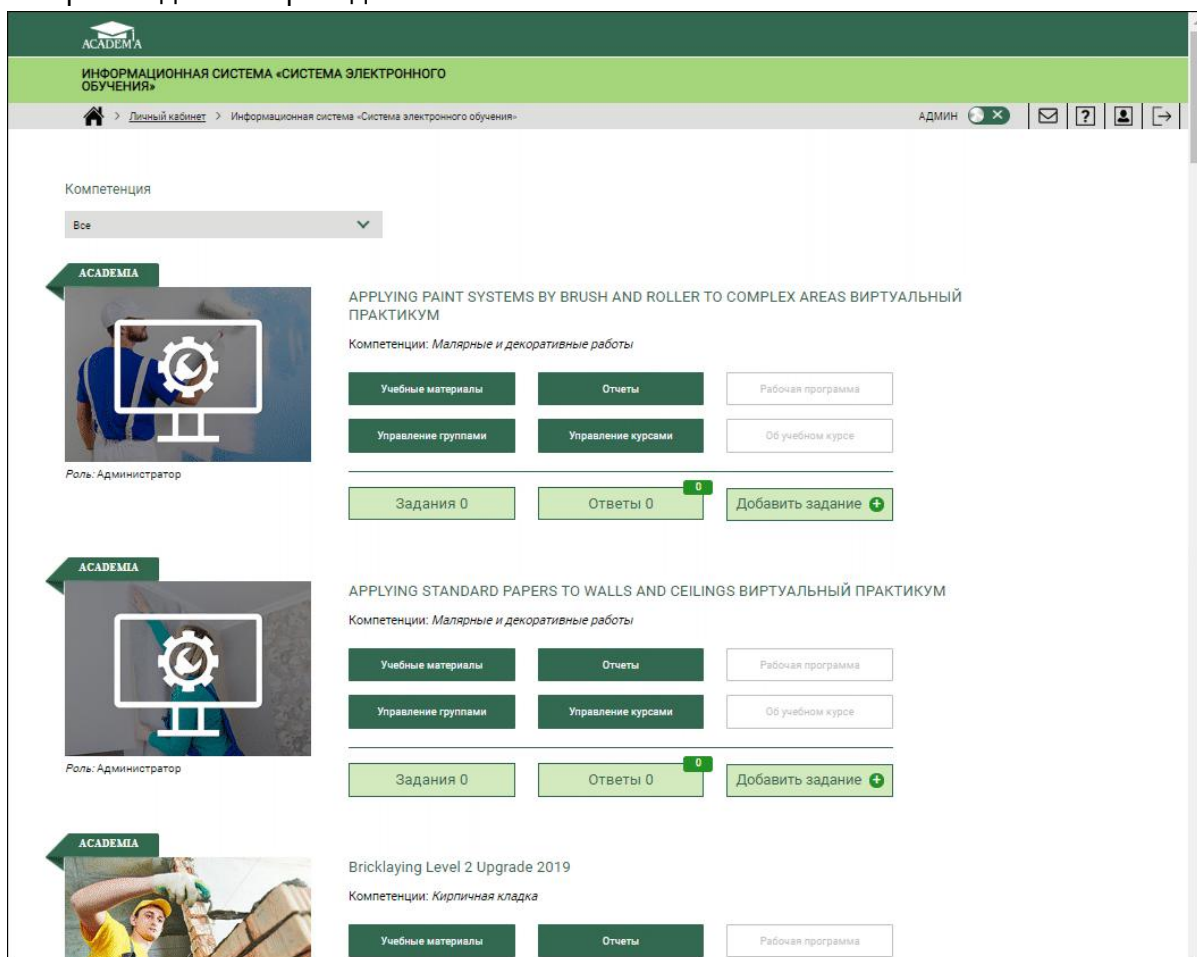 ACADEM'A
ИНФОРМАЦИОННАЯ СИСТЕМА «СИСТЕМА ЭЛЕКТРОННОГО
ОБУЧЕНИЯ»
> Личный кабинет > Информационная система «Система электронного обучения»
АДМИН
?
Компетенция
Все
ACADEMIA
APPLYING PAINT SYSTEMS BY BRUSH AND ROLLER TO COMPLEX AREAS ВИРТУАЛЬНЫЙ
ПРАКТИКУМ
Компетенции: Малярные и декоративные работы
Учебные материалы Отчеты Рабочая программа
Управление группами Управление курсами Об учебном курсе
Роль: Администратор
0
Задания 0 Ответы 0 Добавить задание
ACADEMIA
APPLYING STANDARD PAPERS TO WALLS AND CEILINGS ВИРТУАЛЬНЫЙ ПРАКТИКУМ
Компетенции: Малярные и декоративные работы
Учебные материалы Отчеты Рабочая программа
Управление группами Управление курсами Об учебном курсе
Роль: Администратор
0
Задания 0 Ответы 0 Добавить задание
ACADEMIA
Bricklaying Level 2 Upgrade 2019
Компетенции: Кирпичная кладка
Учебные материалы Отчеты Рабочая программа